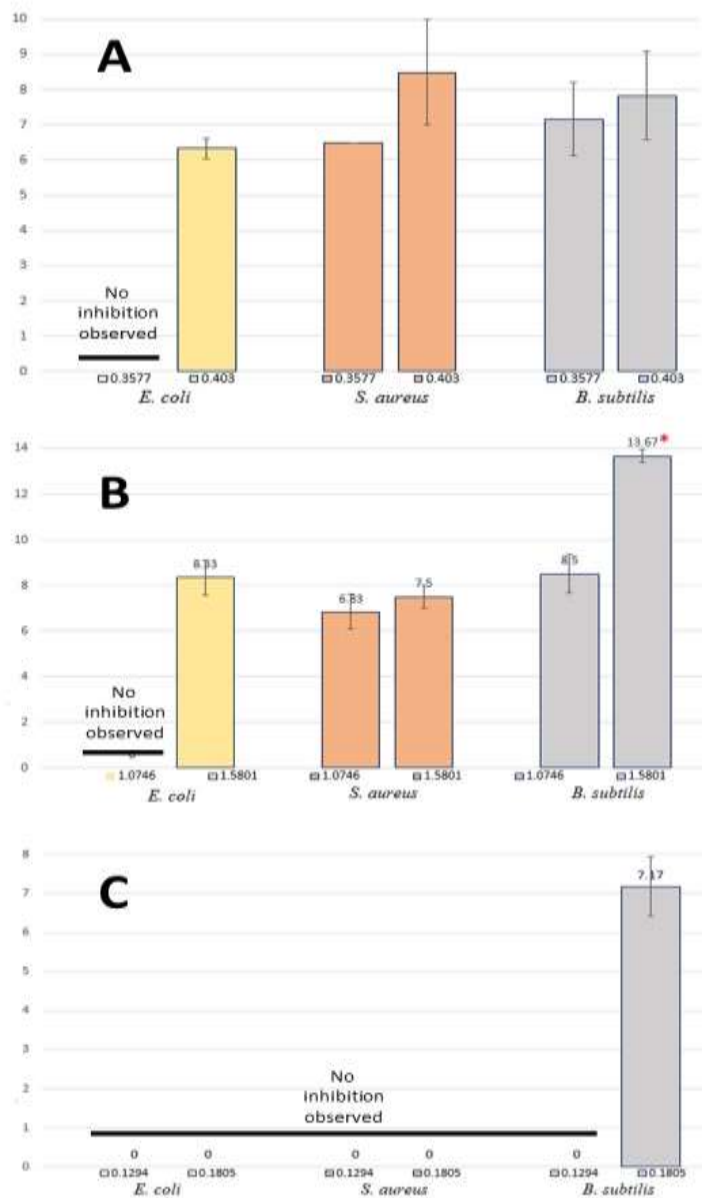 10
A
9
8
7
6
5
4
3
2
1
0
No
inhibition
observed
0.3577 0.403 0.3577 0.403 0.3577 0.403
E. coli S. aureus B. subtilis
14
13.67*
B
12
10
8.33 8.5
8
6.83 7.5
6
4
2
0
No
inhibition
observed
0
1.0746 1.5801 1.0746 1.5801 1.0746 1.5801
E. coli S. aureus B. subtilis
8
C
7.17
7
6
5
4
3
2
1
0
No
inhibition
observed
0 0 0 0 0
0.1294 0.1805 0.1294 0.1805 0.1294 0.1805
E. coli S. aureus B. subtilis